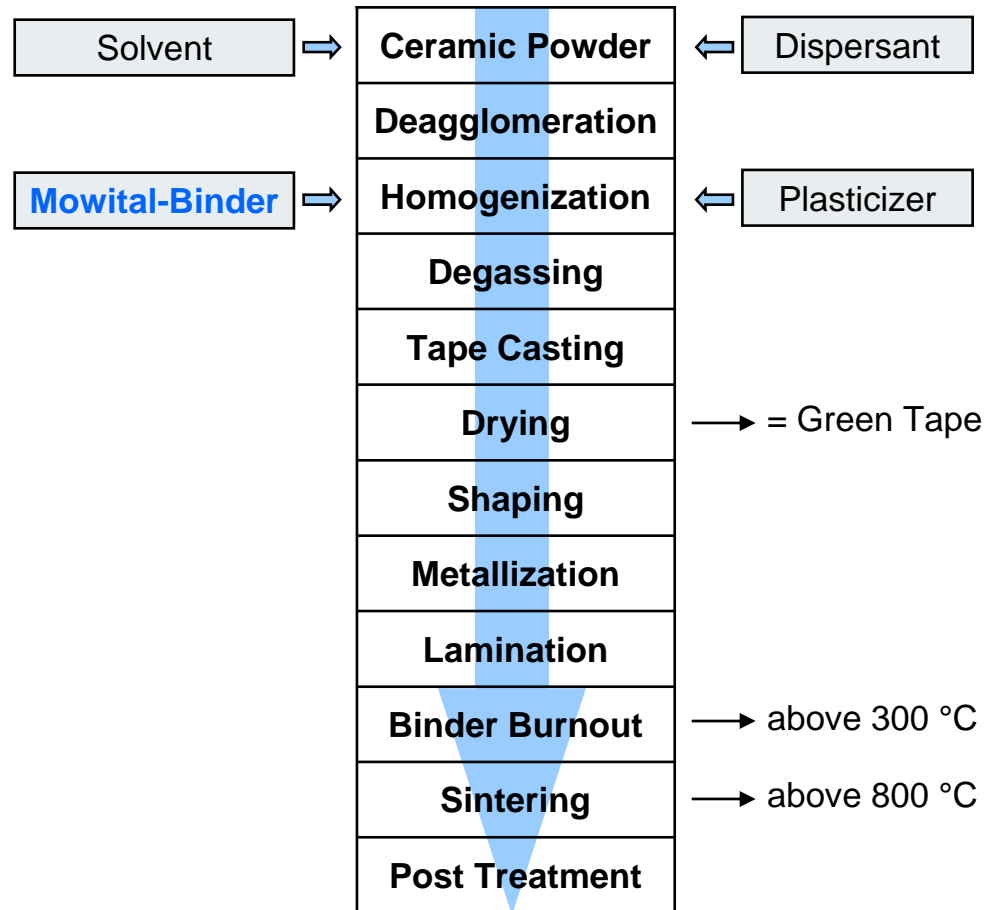 Solvent
Ceramic Powder
Dispersant
Deagglomeration
Mowital-Binder
Homogenization
Plasticizer
Degassing
Tape Casting
Drying
= Green Tape
Shaping
Metallization
Lamination
Binder Burnout
above 300 °C
Sintering
above 800 °C
Post Treatment